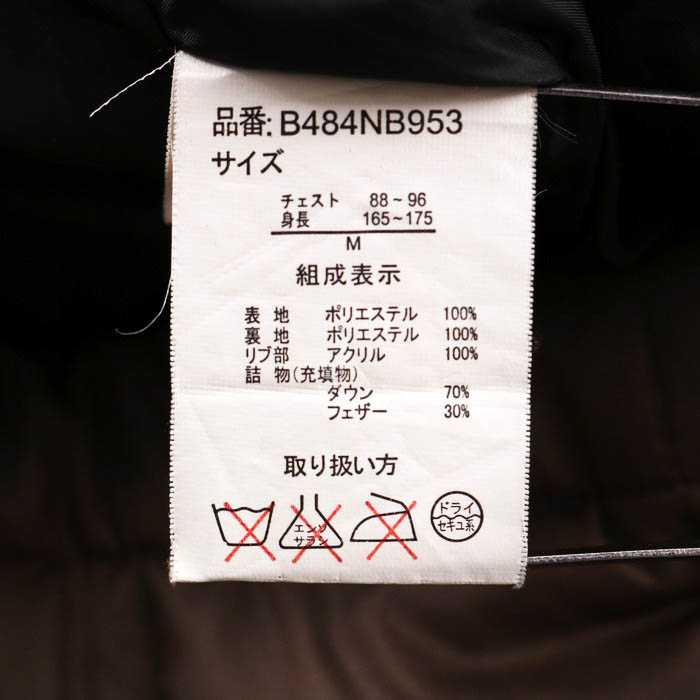 品番: B484NB953
サイズ
チェスト 88～96
身長 165～175
M
組成表示
表 地 ポリエステル 100%
裏 地 ポリエステル 100%
リブ部 アクリル 100%
詰 物(充填物)
ダウン 70%
フェザー 30%
取り扱い方
エンソ
サラシ
ドライ
セキユ系